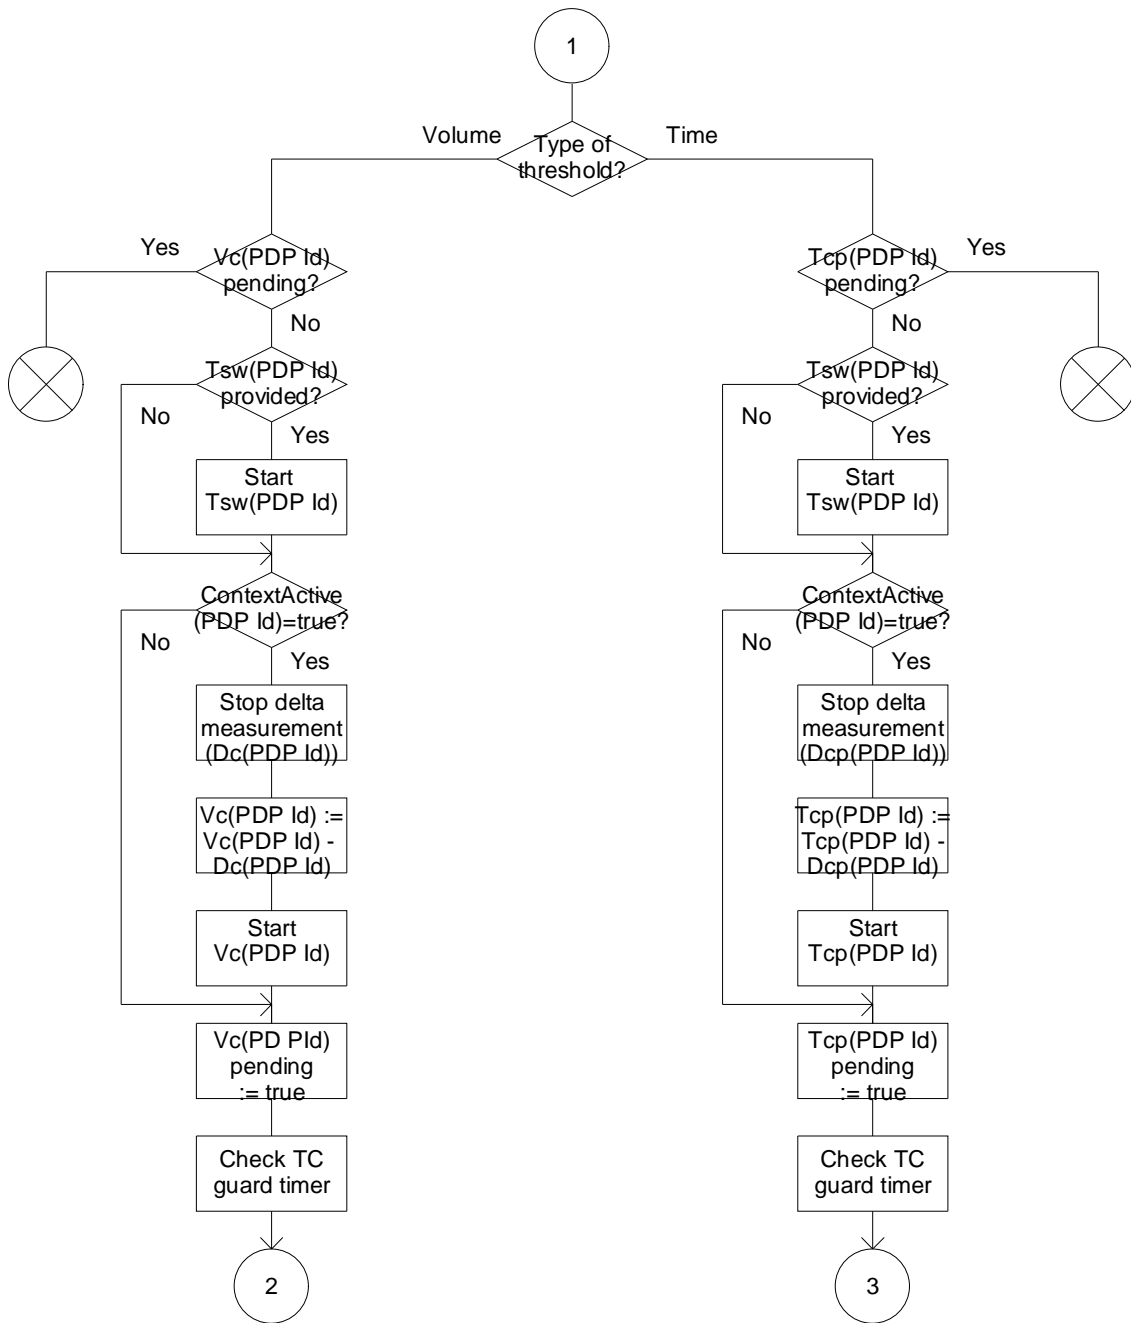 1
Volume
Type of
threshold?
Time
Yes
Vc(PDP Id)
pending?
No
Tsw(PDP Id)
provided?
No
Yes
Start
Tsw(PDP Id)
ContextActive
(PDP Id)=true?
No
Yes
Stop delta
measurement
(Dc(PDP Id))
Vc(PDP Id) :=
Vc(PDP Id) -
Dc(PDP Id)
Start
Vc(PDP Id)
Vc(PD PId)
pending
:= true
Check TC
guard timer
2
Tcp(PDP Id)
pending?
Yes
No
Tsw(PDP Id)
provided?
No
Yes
Start
Tsw(PDP Id)
ContextActive
(PDP Id)=true?
No
Yes
Stop delta
measurement
(Dcp(PDP Id))
Tcp(PDP Id) :=
Tcp(PDP Id) -
Dcp(PDP Id)
Start
Tcp(PDP Id)
Tcp(PDP Id)
pending
:= true
Check TC
guard timer
3